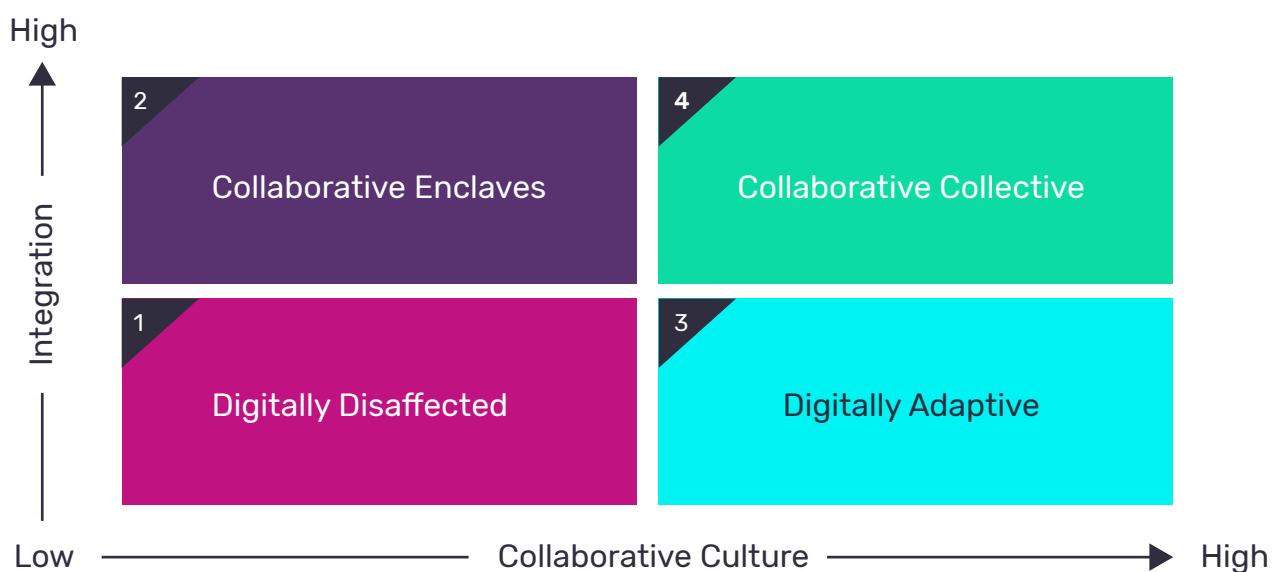 High
2
Collaborative Enclaves
4
Collaborative Collective
Integration
1
Digitally Disaffected
3
Digitally Adaptive
Low
Collaborative Culture
High